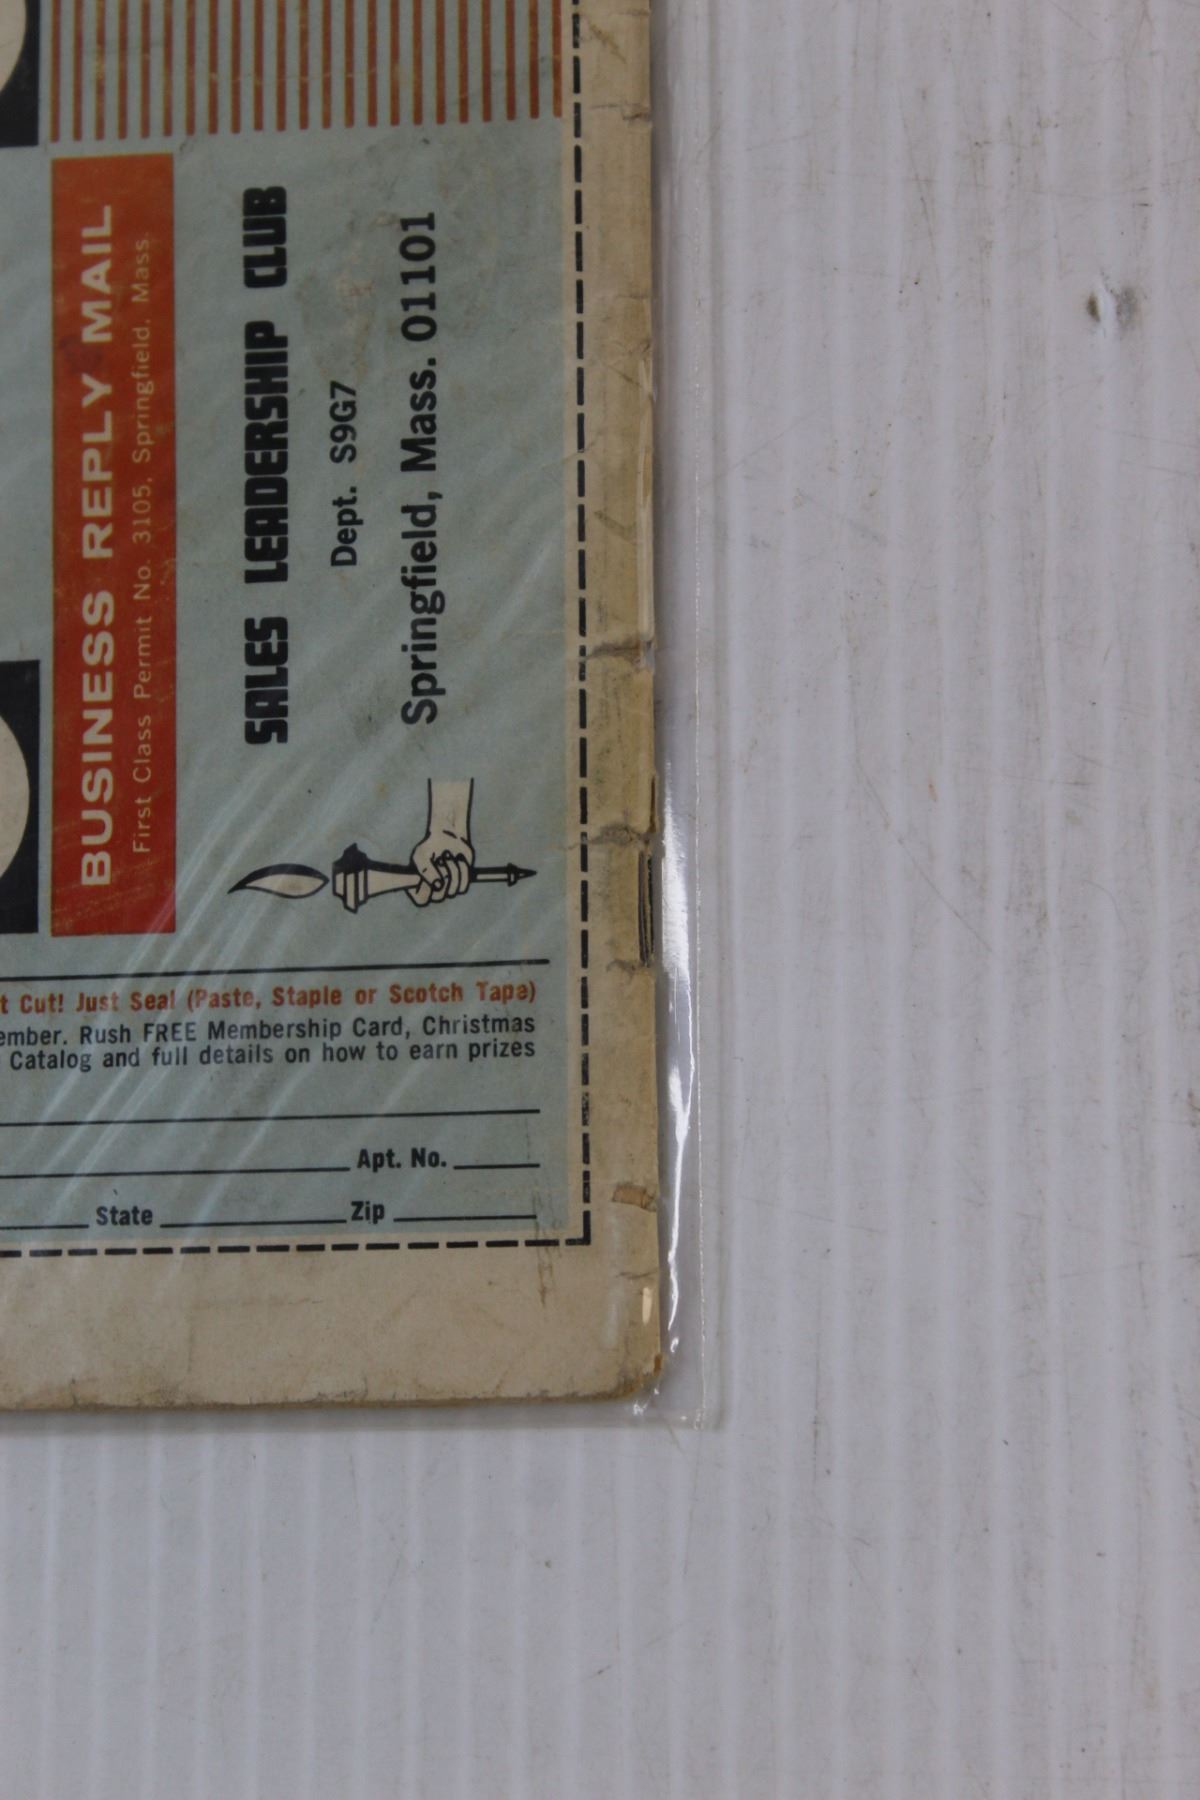 BUSINESS REPLY MAIL
First Class Permit No. 3105, Springfield, Mass.
SALES LEADERSHIP CLUB
Dept. S9G7
Springfield, Mass. 01101
t Cut! Just Seal (Paste, Staple or Scotch Tape)
ember. Rush FREE Membership Card, Christmas
Catalog and full details on how to earn prizes
Apt. No.
State Zip